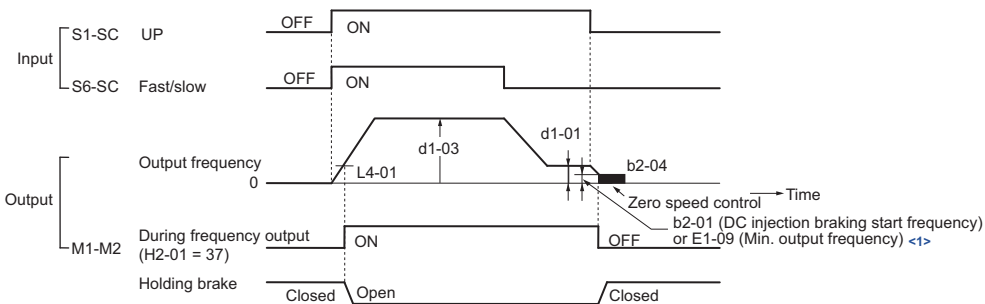 OFF
S1-SC UP
ON
Input
OFF
S6-SC Fast/slow
ON
d1-01
d1-03
Output frequency
L4-01
b2-04
0
Output
Zero speed control
Time
b2-01 (DC injection braking start frequency)
or E1-09 (Min. output frequency) <1>
During frequency output
ON
OFF
M1-M2
(H2-01 = 37)
Holding brake
Closed
Open
Closed